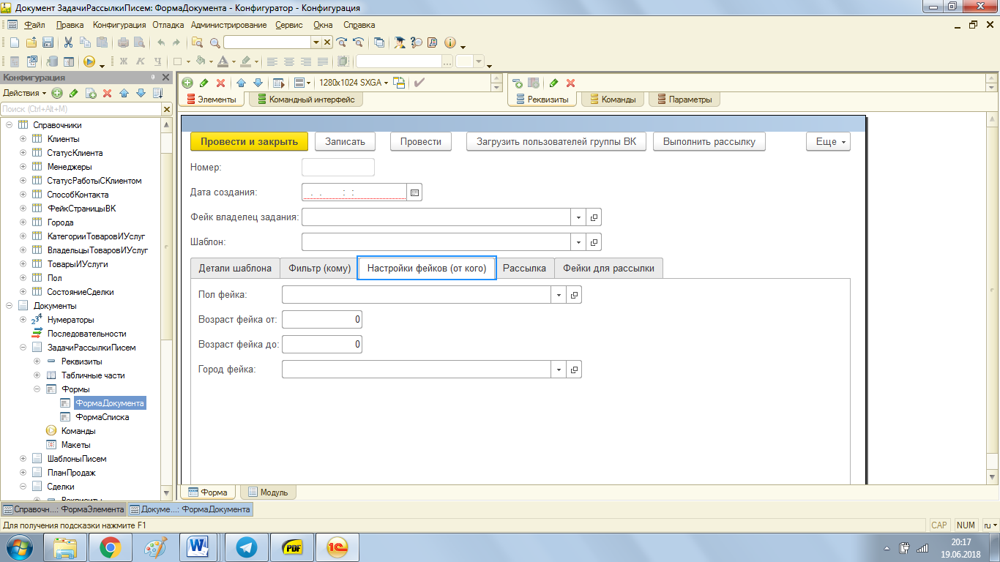 Документ ЗадачиРассылкиПисем: ФормаДокумента - Конфигуратор - Конфигурация
Файл Правка Конфигурация Отладка Администрирование Сервис Окна Справка
Ж К Ч
Конфигурация
Действия
Поиск (Ctrl+Alt+M)
Справочники
Клиенты
СтатусКлиента
Менеджеры
СтатусРаботыСКлиентом
СпособКонтакта
ФейкСтраницыВК
Города
КатегорииТоваровИУслуг
ВладельцыТоваровИУслуг
ТоварыИУслуги
Пол
СостояниеСделки
Документы
Нумераторы
Последовательности
ЗадачиРассылкиПисем
Реквизиты
Табличные части
Формы
ФормаДокумента
ФормаСписка
Команды
Макеты
ШаблоныПисем
ПланПродаж
Сделки
Реквизиты
1280x1024 SXGA
Элементы Командный интерфейс
Реквизиты Команды Параметры
Провести и закрыть Записать Провести Загрузить пользователей группы ВК Выполнить рассылку Еще
Номер:
Дата создания: . . : :
Фейк владелец задания:
Шаблон:
Детали шаблона Фильтр (кому) Настройки фейков (от кого) Рассылка Фейки для рассылки
Пол фейка:
Возраст фейка от: 0
Возраст фейка до: 0
Город фейка:
Форма Модуль
Справочн...: ФормаЭлемента Докуме...: ФормаДокумента
Для получения подсказки нажмите F1
CAP NUM ru
W PDF 1С
20:17
19.06.2018